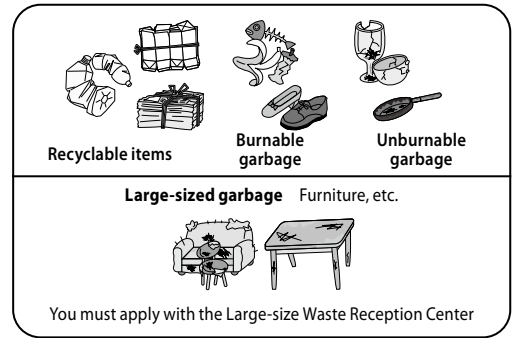 Recyclable items
Burnable
garbage
Unburnable
garbage
Large-sized garbage Furniture, etc.
You must apply with the Large-size Waste Reception Center